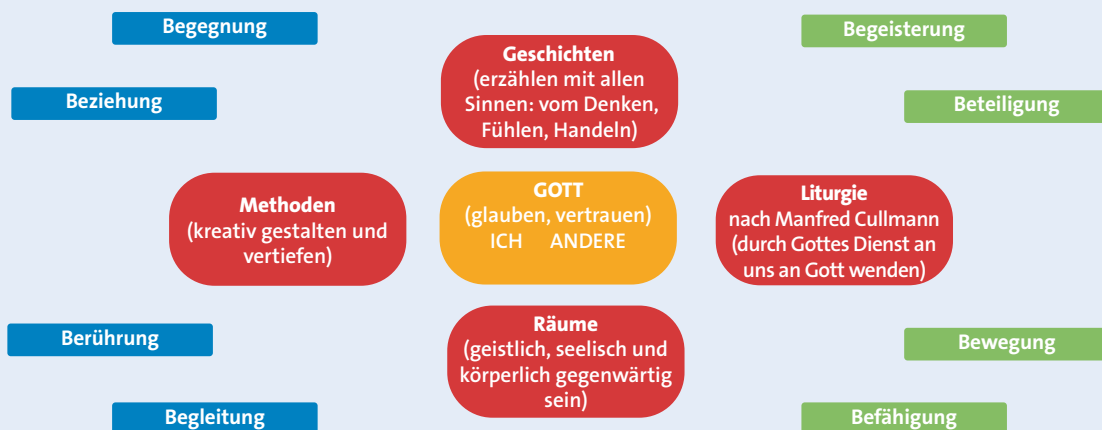 Begegnung
Begeisterung
Geschichten
(erzählen mit allen
Sinnen: vom Denken,
Fühlen, Handeln)
Beziehung
Beteiligung
Methoden
(kreativ gestalten und
vertiefen)
GOTT
(glauben, vertrauen)
ICH ANDERE
Liturgie
nach Manfred Cullmann
(durch Gottes Dienst an
uns an Gott wenden)
Berührung
Räume
(geistlich, seelisch und
körperlich gegenwärtig
sein)
Bewegung
Begleitung
Befähigung